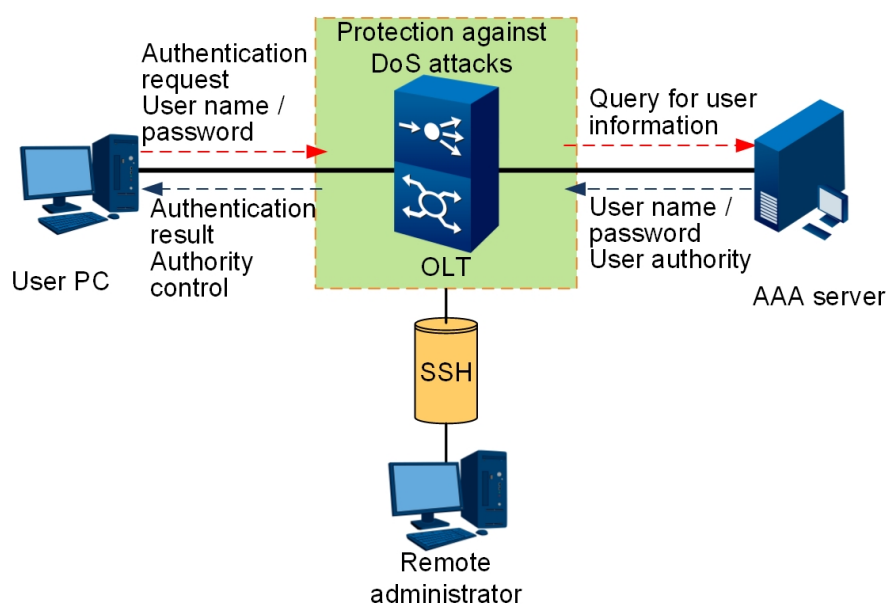 Protection against
DoS attacks
Authentication
request
User name /
password
Query for user
information
Authentication
result
Authority
control
User name /
password
User authority
OLT
User PC
AAA server
SSH
Remote
administrator